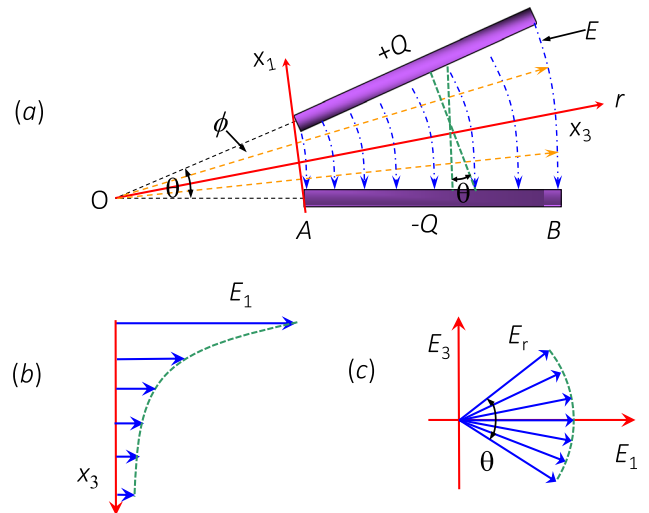 (a)
x1
+Q
E
ϕ
r
x3
O
θ
θ
A
-Q
B
(b)
E1
x3
(c)
E3
Er
θ
E1